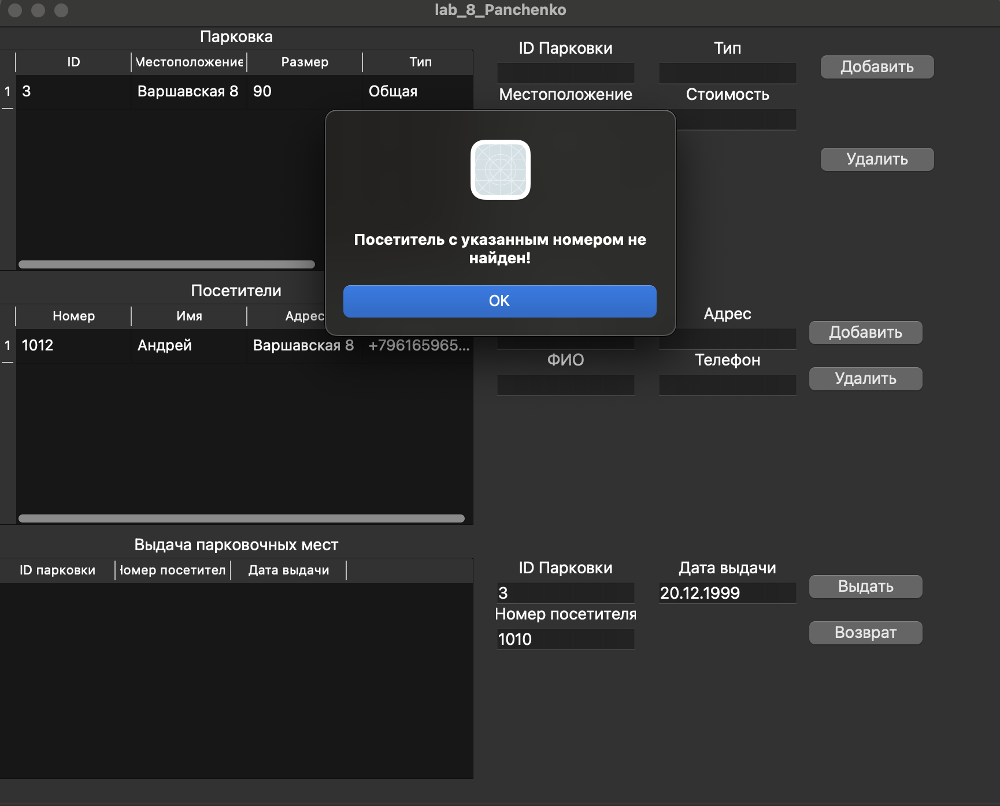 lab_8_Panchenko
Парковка
ID Местоположение Размер Тип
1 3 Варшавская 8 90 Общая
ID Парковки Тип
Местоположение Стоимость
Добавить
Удалить
Посетитель с указанным номером не
найден!
OK
Посетители
Номер Имя Адрес
1 1012 Андрей Варшавская 8 +796165965...
Адрес
ФИО Телефон
Добавить
Удалить
Выдача парковочных мест
ID парковки Номер посетител Дата выдачи
ID Парковки Дата выдачи
3 20.12.1999
Номер посетителя
1010
Выдать
Возврат